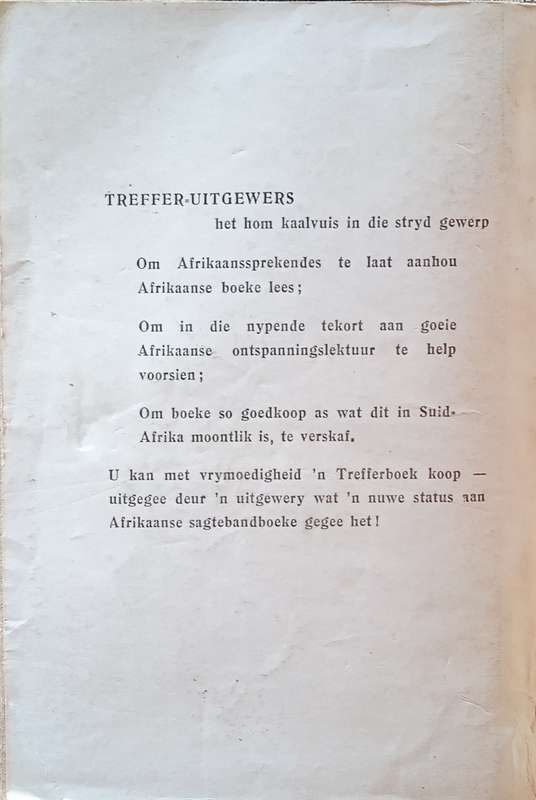 TREFFER-UITGEWERS
het hom kaalvuis in die stryd gewerp
Om Afrikaanssprekendes te laat aanhou
Afrikaanse boeke lees;
Om in die nypende tekort aan goeie
Afrikaanse ontspanningslektuur te help
voorsien;
Om boeke so goedkoop as wat dit in Suid-
Afrika moontlik is, te verskaf.
U kan met vrymoedigheid 'n Trefferboek koop —
uitgegee deur 'n uitgewery wat 'n nuwe status aan
Afrikaanse sagtebandboeke gegee het!